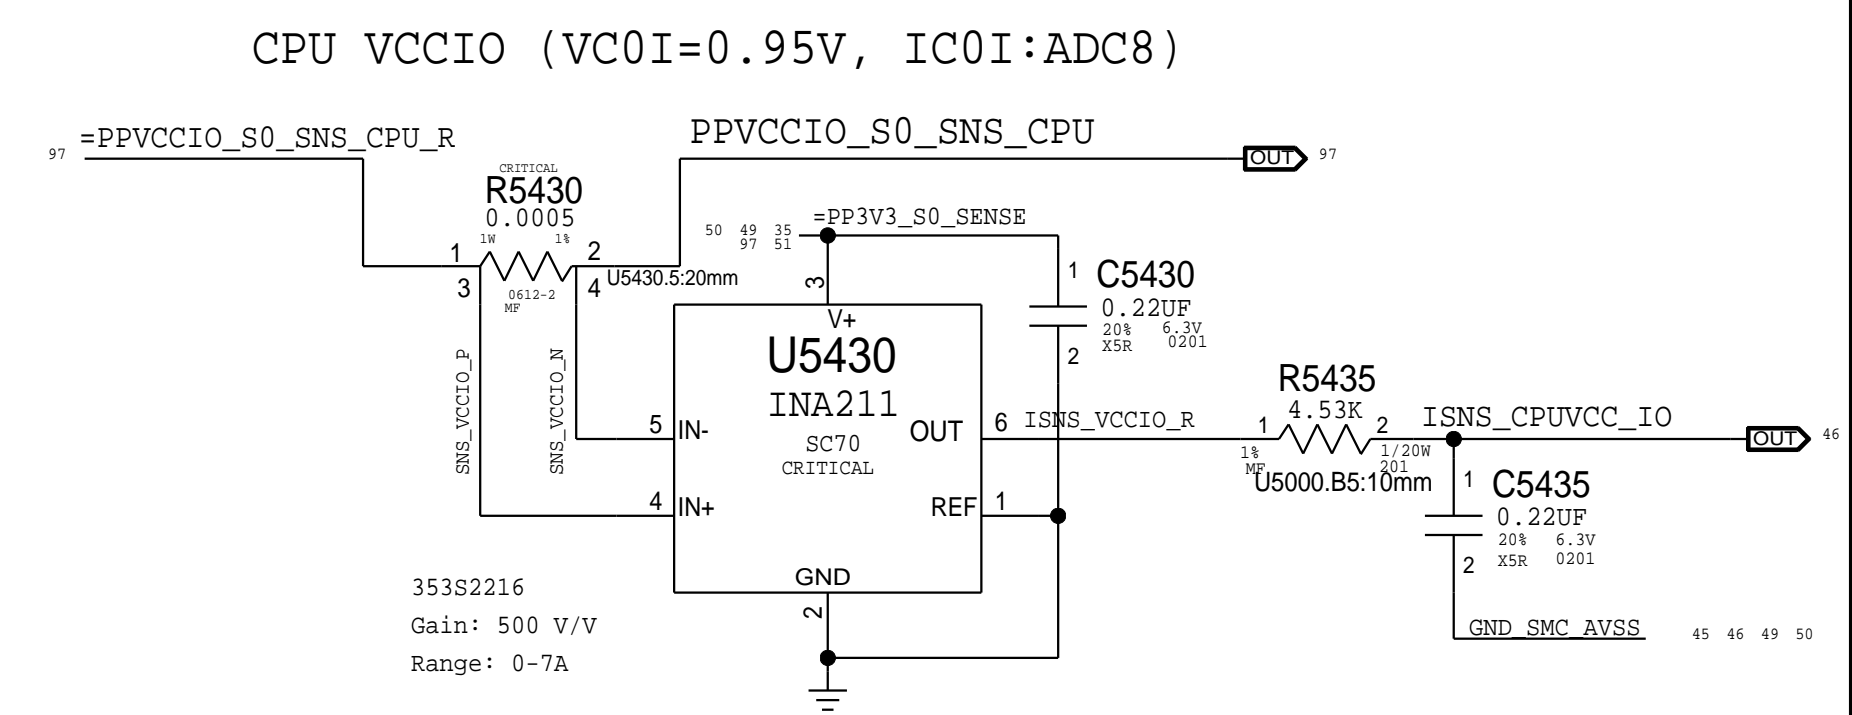 CPU VCCIO (VC0I=0.95V, IC0I:ADC8)
97 =PPVCCIO_S0_SNS_CPU_R
PPVCCIO_S0_SNS_CPU
OUT 97
CRITICAL
R5430
0.0005
1W 1%
1 2
3 4
0612-2
MF
U5430.5:20mm
=PP3V3_S0_SENSE
50 49 35
97 51
3
V+
U5430
INA211
SC70
CRITICAL
SNS_VCCIO_P
SNS_VCCIO_N
5 IN-
4 IN+
OUT 6 ISNS_VCCIO_R
REF 1
GND
2
1 C5430
0.22UF
20% 6.3V
X5R 0201
2
R5435
4.53K
1 2
1% 1/20W
MF 201
U5000.B5:10mm
ISNS_CPUVCC_IO
OUT 46
1 C5435
0.22UF
20% 6.3V
2 X5R 0201
GND_SMC_AVSS 45 46 49 50
353S2216
Gain: 500 V/V
Range: 0-7A